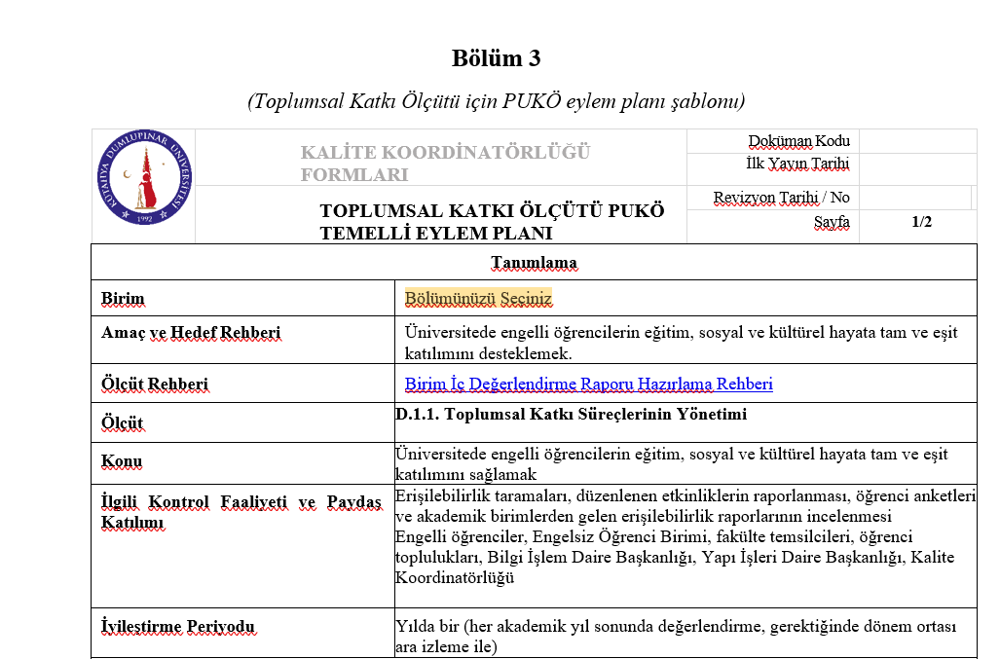 Bölüm 3
(Toplumsal Katkı Ölçütü için PUKÖ eylem planı şablonu)
KÜTAHYA DUMLUPINAR ÜNİVERSİTESİ
1992
KALİTE KOORDİNATÖRLÜĞÜ
FORMLARI
TOPLUMSAL KATKI ÖLÇÜTÜ PUKÖ
TEMELLİ EYLEM PLANI
Doküman Kodu
İlk Yayın Tarihi
Revizyon Tarihi / No
Sayfa
1/2
Tanımlama
Birim
Bölümünüzü Seçiniz
Amaç ve Hedef Rehberi
Üniversitede engelli öğrencilerin eğitim, sosyal ve kültürel hayata tam ve eşit
katılımını desteklemek.
Ölçüt Rehberi
Birim İç Değerlendirme Raporu Hazırlama Rehberi
Ölçüt
D.1.1. Toplumsal Katkı Süreçlerinin Yönetimi
Konu
Üniversitede engelli öğrencilerin eğitim, sosyal ve kültürel hayata tam ve eşit
katılımını sağlamak
İlgili Kontrol Faaliyeti ve Paydaş
Katılımı
Erişilebilirlik taramaları, düzenlenen etkinliklerin raporlanması, öğrenci anketleri
ve akademik birimlerden gelen erişilebilirlik raporlarının incelenmesi
Engelli öğrenciler, Engelsiz Öğrenci Birimi, fakülte temsilcileri, öğrenci
toplulukları, Bilgi İşlem Daire Başkanlığı, Yapı İşleri Daire Başkanlığı, Kalite
Koordinatörlüğü
İyileştirme Periyodu
Yılda bir (her akademik yıl sonunda değerlendirme, gerektiğinde dönem ortası
ara izleme ile)